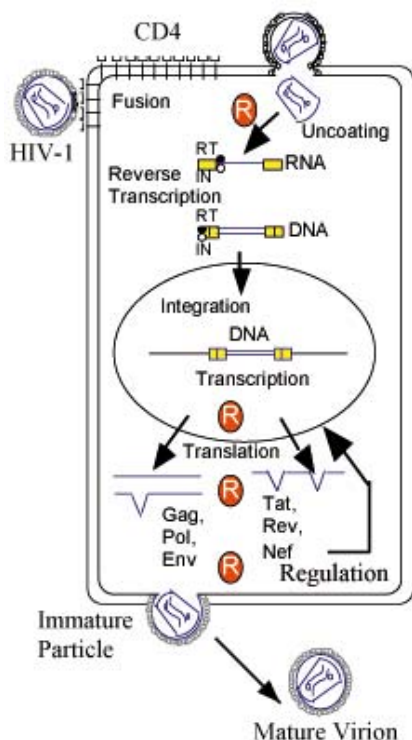 CD4
Fusion
HIV-1
R
Uncoating
RT
IN
RNA
Reverse
Transcription
RT
IN
DNA
Integration
DNA
Transcription
R
Translation
R
Gag,
Pol,
Env
Tat,
Rev,
Nef
R
Regulation
Immature
Particle
Mature Virion